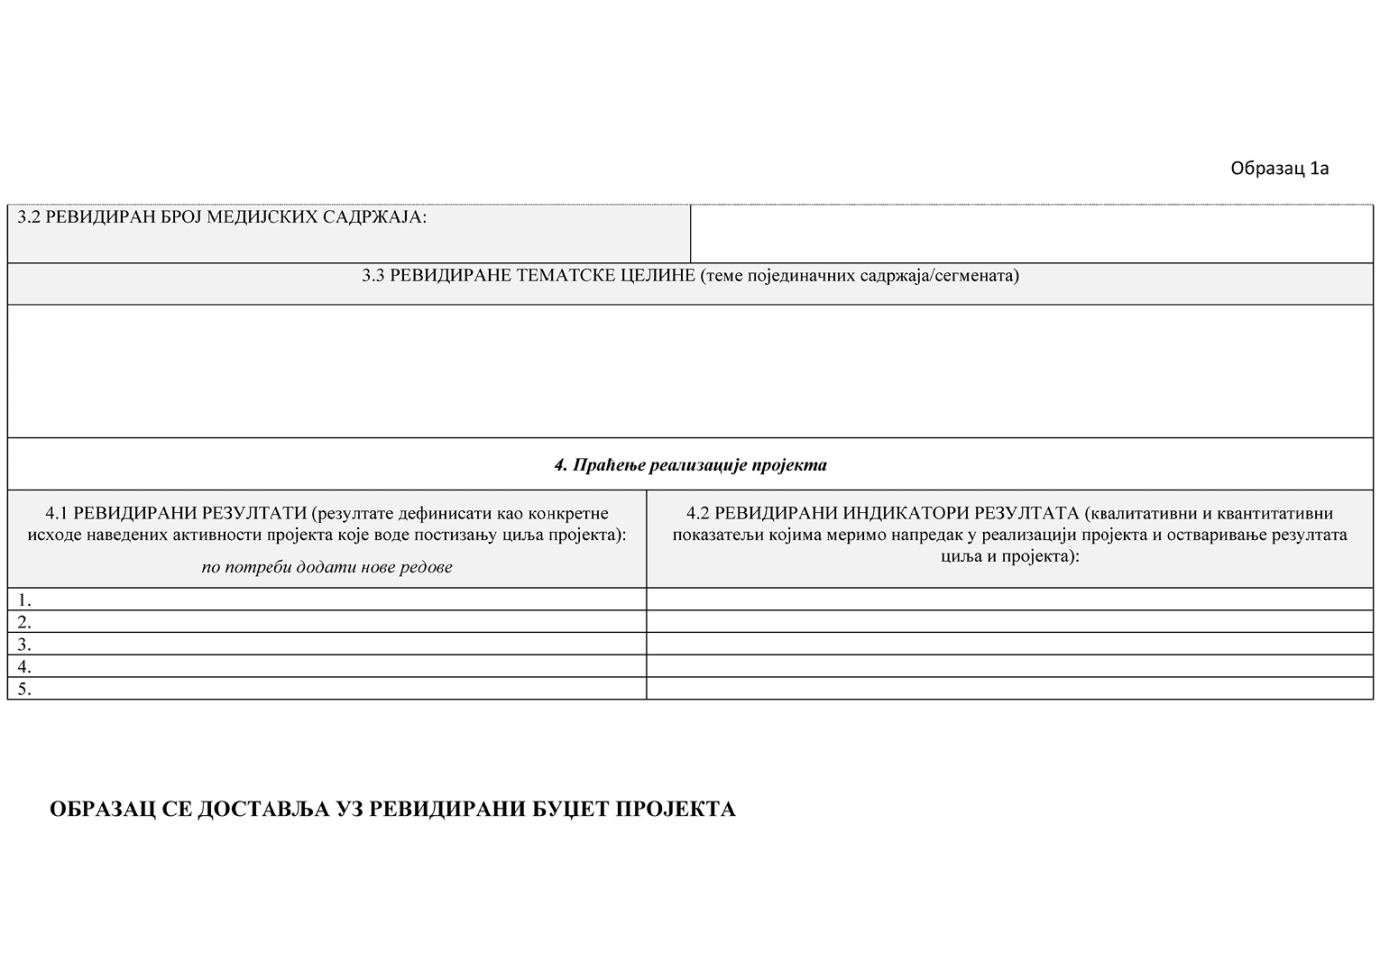 Образац 1а
3.2 РЕВИДИРАН БРОЈ МЕДИЈСКИХ САДРЖАЈА:
3.3 РЕВИДИРАНЕ ТЕМАТСКЕ ЦЕЛИНЕ (теме појединачних садржаја/сегмената)
4. Праћење реализације пројекта
4.1 РЕВИДИРАНИ РЕЗУЛТАТИ (резултате дефинисати као конкретне
исходе наведених активности пројекта које воде постизању циља пројекта):
по потреби додати нове редове
4.2 РЕВИДИРАНИ ИНДИКАТОРИ РЕЗУЛТАТА (квалитативни и квантитативни
показатељи којима меримо напредак у реализацији пројекта и остваривање резултата
циља и пројекта):
1.
2.
3.
4.
5.
ОБРАЗАЦ СЕ ДОСТАВЉА УЗ РЕВИДИРАНИ БУЏЕТ ПРОЈЕКТА